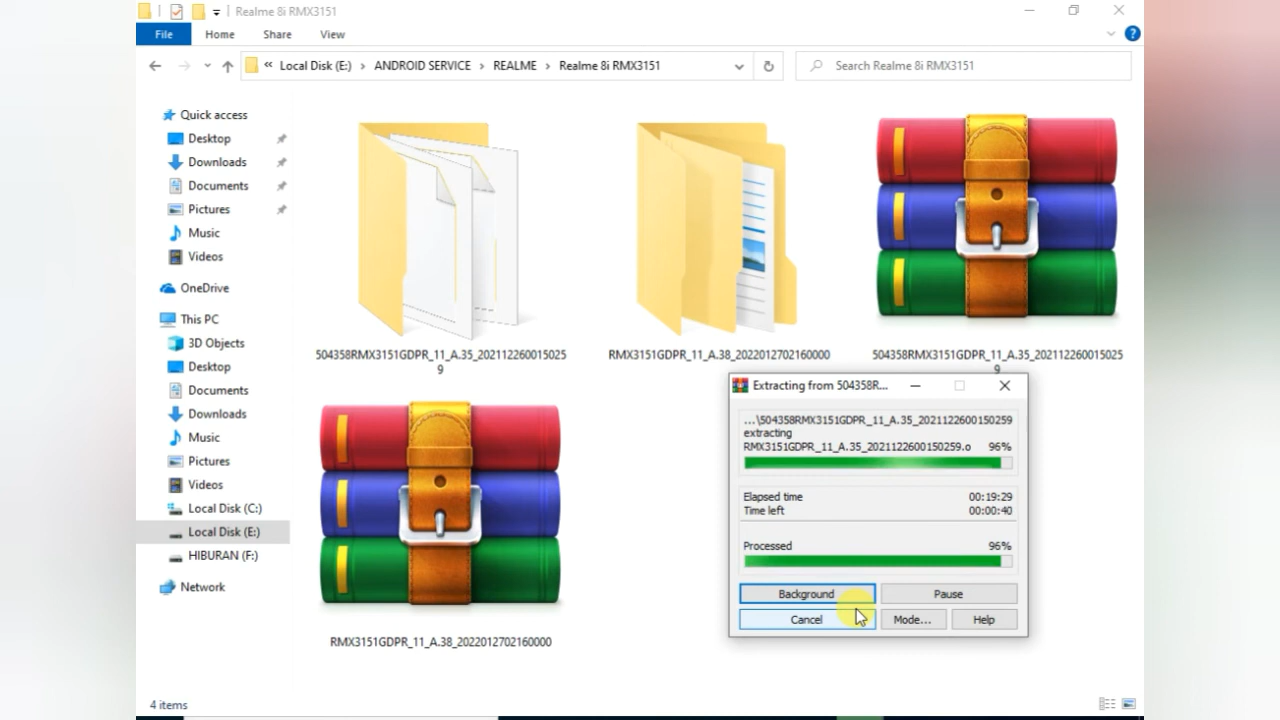 Realme 8i RMX3151
File
Home
Share
View
?
« Local Disk (E:) > ANDROID SERVICE > REALME > Realme 8i RMX3151
Search Realme 8i RMX3151
Quick access
Desktop
Downloads
Documents
Pictures
Music
Videos
OneDrive
This PC
3D Objects
Desktop
Documents
Downloads
Music
Pictures
Videos
Local Disk (C:)
Local Disk (E:)
HIBURAN (F:)
Network
504358RMX3151GDPR_11_A.35_202112260015025
9
RMX3151GDPR_11_A.38_2022012702160000
504358RMX3151GDPR_11_A.35_202112260015025
9
RMX3151GDPR_11_A.38_2022012702160000
Extracting from 504358R...
...\504358RMX3151GDPR_11_A.35_2021122600150259
extracting
RMX3151GDPR_11_A.35_2021122600150259.o 96%
Elapsed time 00:19:29
Time left 00:00:40
Processed 96%
Background
Pause
Cancel
Mode...
Help
4 items